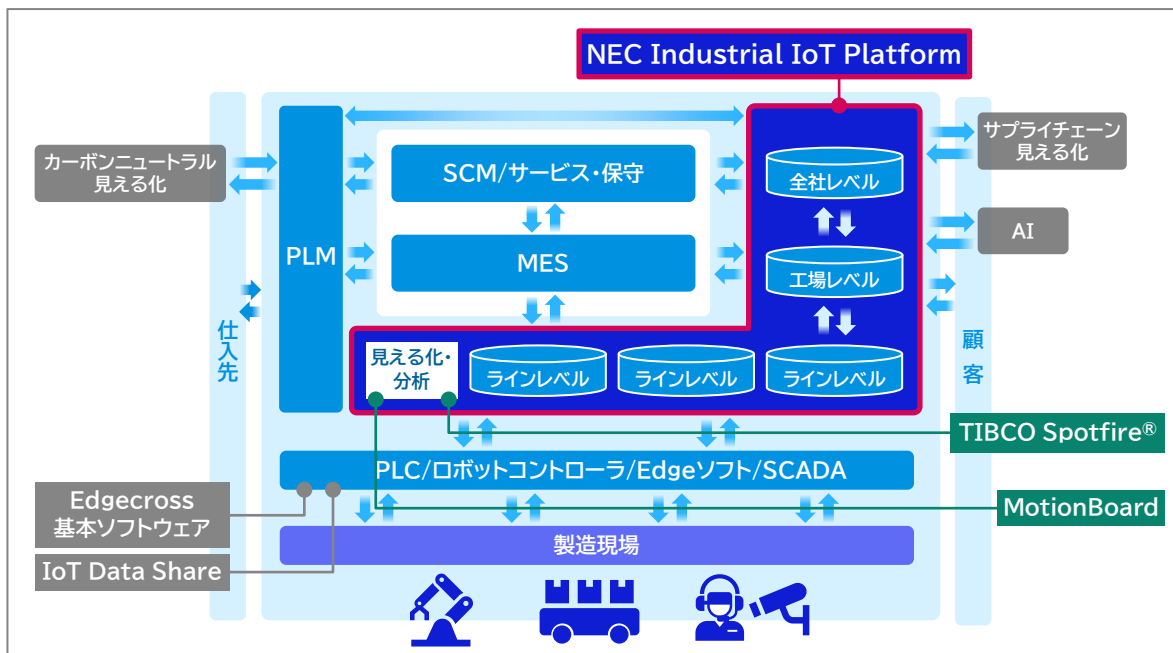 NEC Industrial IoT Platform
カーボンニュートラル
見える化
サプライチェーン
見える化
SCM/サービス・保守
全社レベル
PLM
MES
AI
工場レベル
仕入先
顧客
見える化・
分析
ラインレベル
ラインレベル
ラインレベル
TIBCO Spotfire®
PLC/ロボットコントローラ/Edgeソフト/SCADA
Edgecross
基本ソフトウェア
MotionBoard
製造現場
IoT Data Share